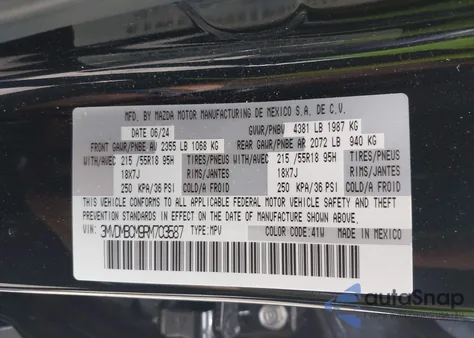 MFD. BY MAZDA MOTOR MANUFACTURING DE MEXICO S.A. DE C.V.
DATE 06/24 GVWR/PNBV 4381 LB 1987 KG
FRONT GAWR/PNBE AV 2355 LB 1068 KG REAR GAWR/PNBE AR 2072 LB 940 KG
WITH/AVEC 215 /55R18 95H TIRES/PNEUS WITH/AVEC 215 /55R18 95H TIRES/PNEUS
18X7J RIMS/JANTES 18X7J RIMS/JANTES
250 KPA/36 PSI COLD/A FROID 250 KPA/36 PSI COLD/A FROID
THIS VEHICLE CONFORMS TO ALL APPLICABLE FEDERAL MOTOR VEHICLE SAFETY AND THEFT
PREVENTION STANDARDS IN EFFECT ON THE DATE OF MANUFACTURE SHOWN ABOVE.
VIN: 3MVDMBCM9RM703587 TYPE: MPV COLOR CODE: 41W MADE IN MEXICO
autoSnap